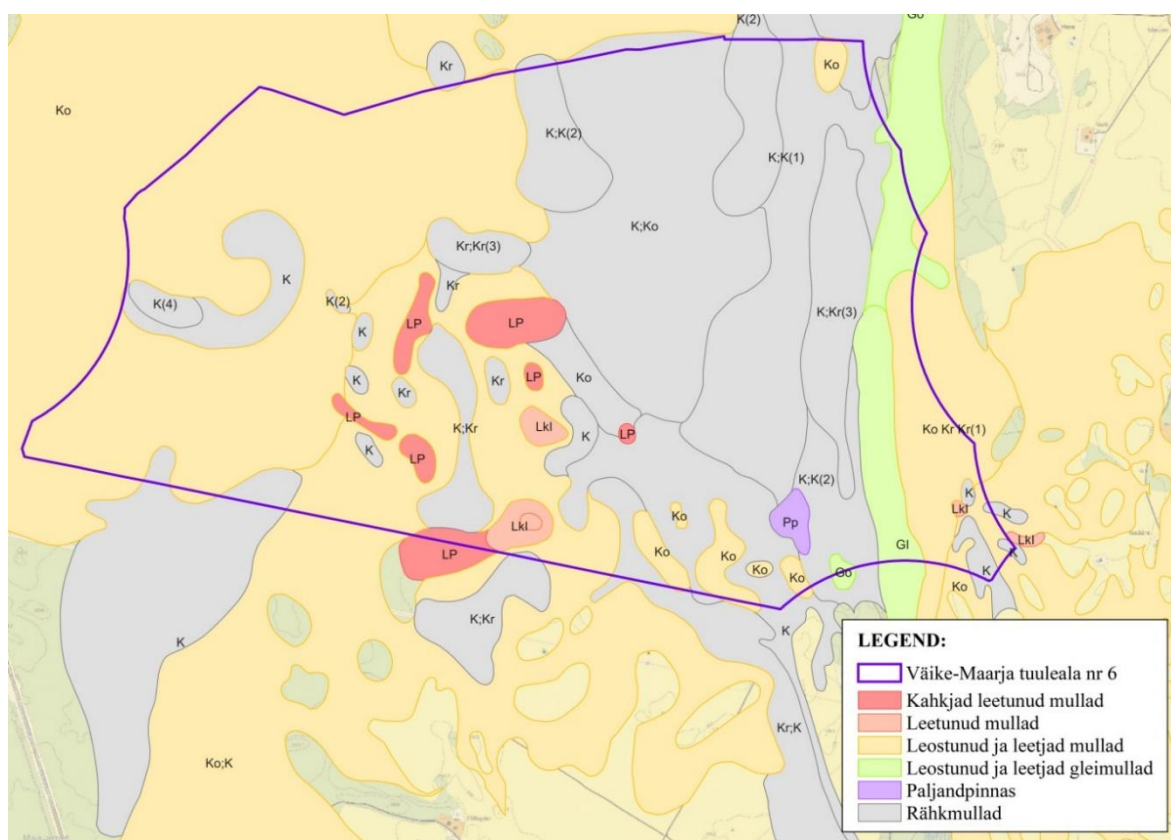 K(2)
Go
Ko
Kr
Ko
K;K(2)
K;K(1)
K;Ko
Kr;Kr(3)
K
Kr
K(4)
K(2)
LP
LP
K;Kr(3)
K
Ko
K
LP
Kr
Kr
LP
Lkl
K;Kr
LP
Ko Kr Kr(1)
K
K
LP
K;K(2)
K
Lkl
K
Ko
Pp
Lkl
Lkl
Ko
Ko
GI
K
LP
Ko
Ko
Go
K
Ko
K;Kr
K
K
Kr;K
Ko;K
LEGEND:
Väike-Maarja tuuleala nr 6
Kahkjad leetunud mullad
Leetunud mullad
Leostunud ja leetjad mullad
Leostunud ja leetjad gleimullad
Paljandpinnas
Rähkmullad